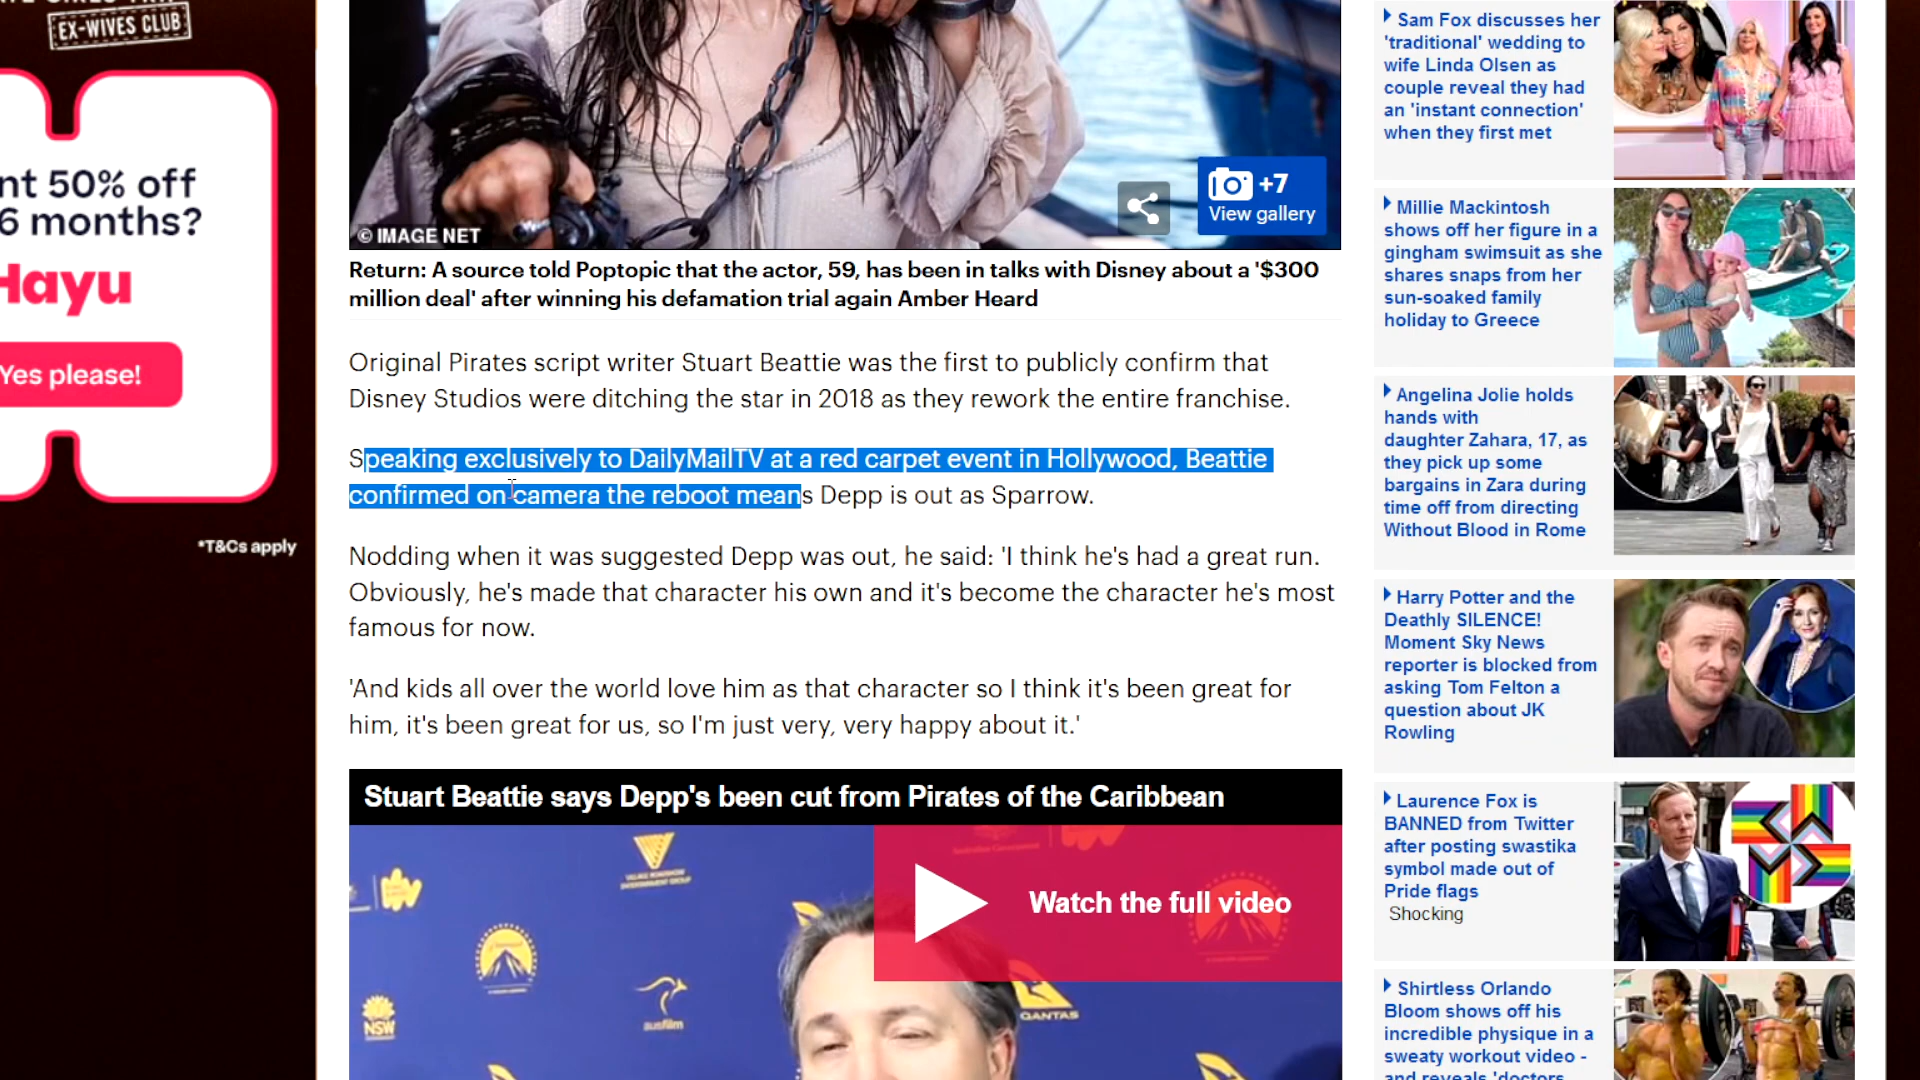 EX-WIVES CLUB
nt 50% off
6 months?
Hayu
Yes please!
*T&Cs apply
© IMAGE NET
+7
View gallery
Return: A source told Poptopic that the actor, 59, has been in talks with Disney about a '$300
million deal' after winning his defamation trial again Amber Heard
Original Pirates script writer Stuart Beattie was the first to publicly confirm that
Disney Studios were ditching the star in 2018 as they rework the entire franchise.
Speaking exclusively to DailyMailTV at a red carpet event in Hollywood, Beattie
confirmed on camera the reboot means Depp is out as Sparrow.
Nodding when it was suggested Depp was out, he said: 'I think he's had a great run.
Obviously, he's made that character his own and it's become the character he's most
famous for now.
'And kids all over the world love him as that character so I think it's been great for
him, it's been great for us, so I'm just very, very happy about it.'
Stuart Beattie says Depp's been cut from Pirates of the Caribbean
Watch the full video
VILLAGE ROADSHOW
ENTERTAINMENT GROUP
Paramount
NSW
ausfilm
QANTAS
Sam Fox discusses her
'traditional' wedding to
wife Linda Olsen as
couple reveal they had
an 'instant connection'
when they first met
Millie Mackintosh
shows off her figure in a
gingham swimsuit as she
shares snaps from her
sun-soaked family
holiday to Greece
Angelina Jolie holds
hands with
daughter Zahara, 17, as
they pick up some
bargains in Zara during
time off from directing
Without Blood in Rome
Harry Potter and the
Deathly SILENCE!
Moment Sky News
reporter is blocked from
asking Tom Felton a
question about JK
Rowling
Laurence Fox is
BANNED from Twitter
after posting swastika
symbol made out of
Pride flags
Shocking
Shirtless Orlando
Bloom shows off his
incredible physique in a
sweaty workout video -
and reveals 'doctors